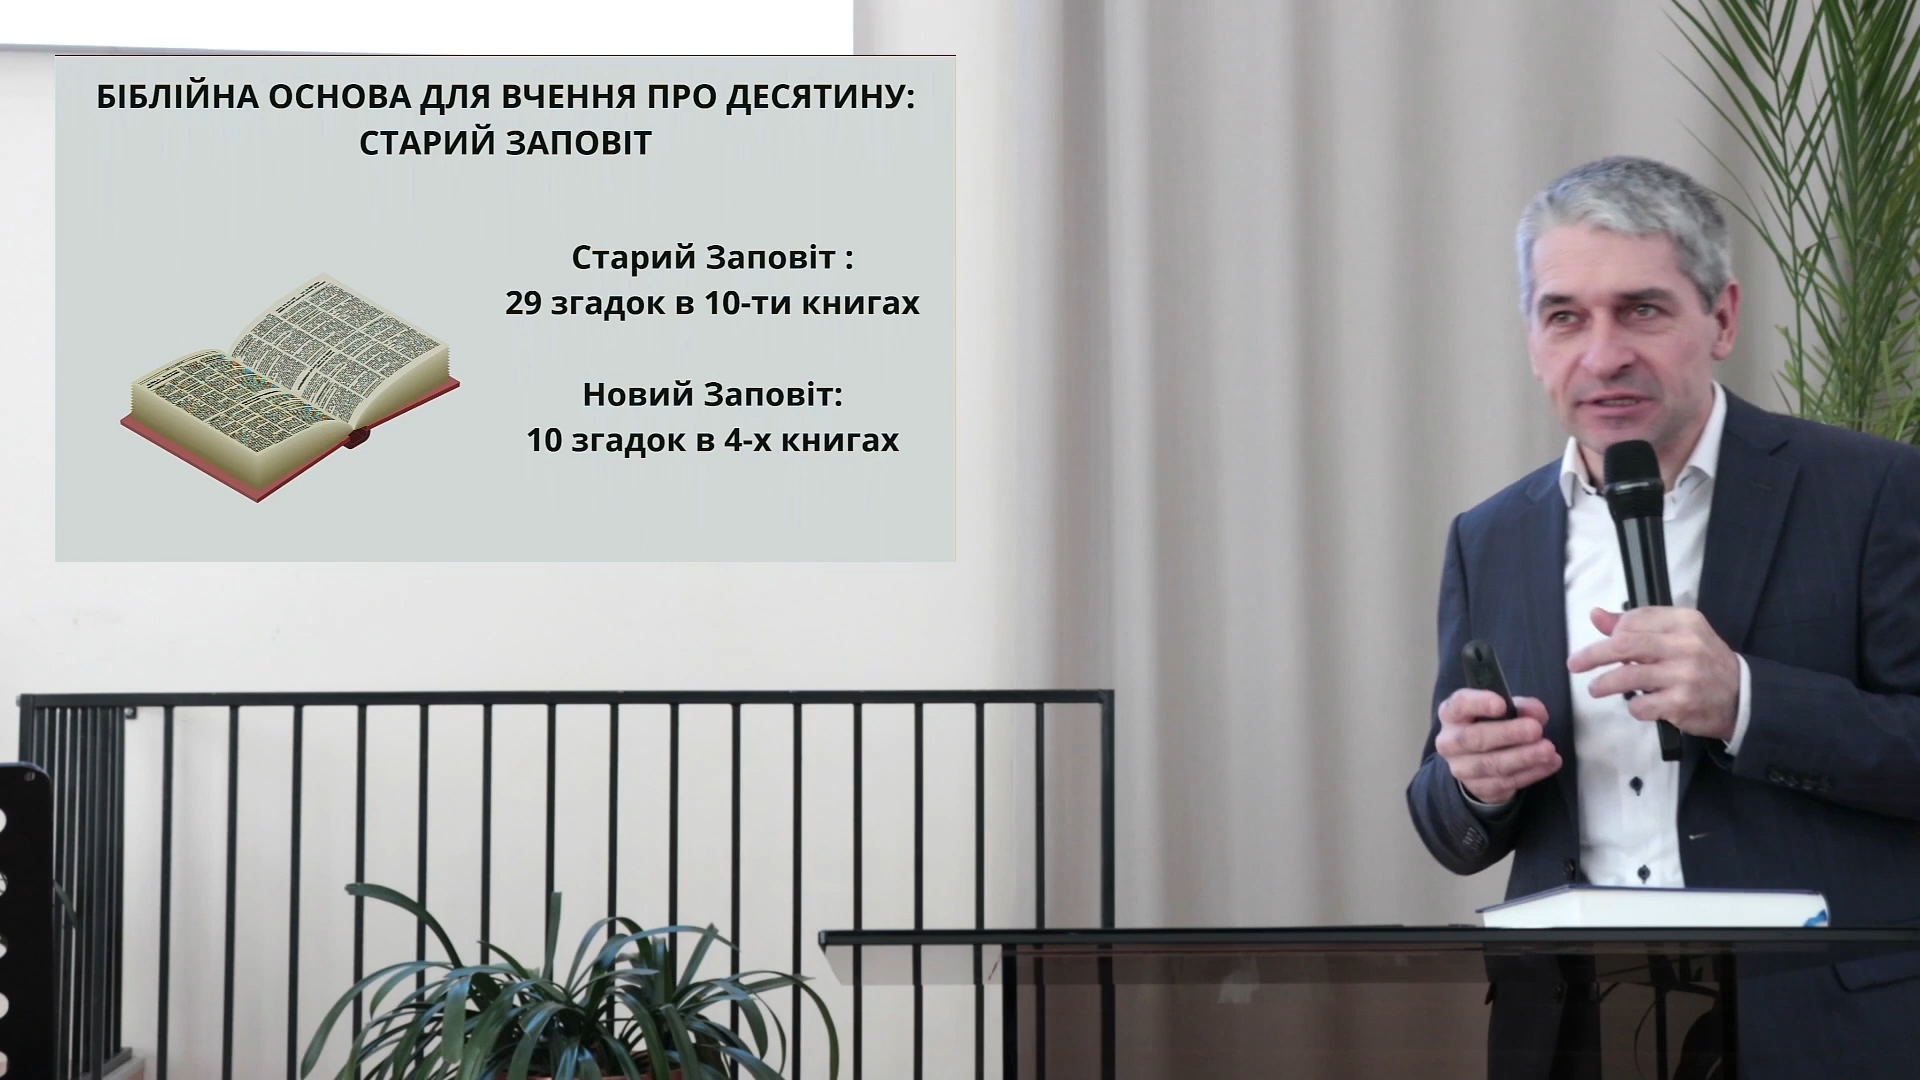 БІБЛІЙНА ОСНОВА ДЛЯ ВЧЕННЯ ПРО ДЕСЯТИНУ:
СТАРИЙ ЗАПОВІТ
Старий Заповіт :
29 згадок в 10-ти книгах
Новий Заповіт:
10 згадок в 4-х книгах